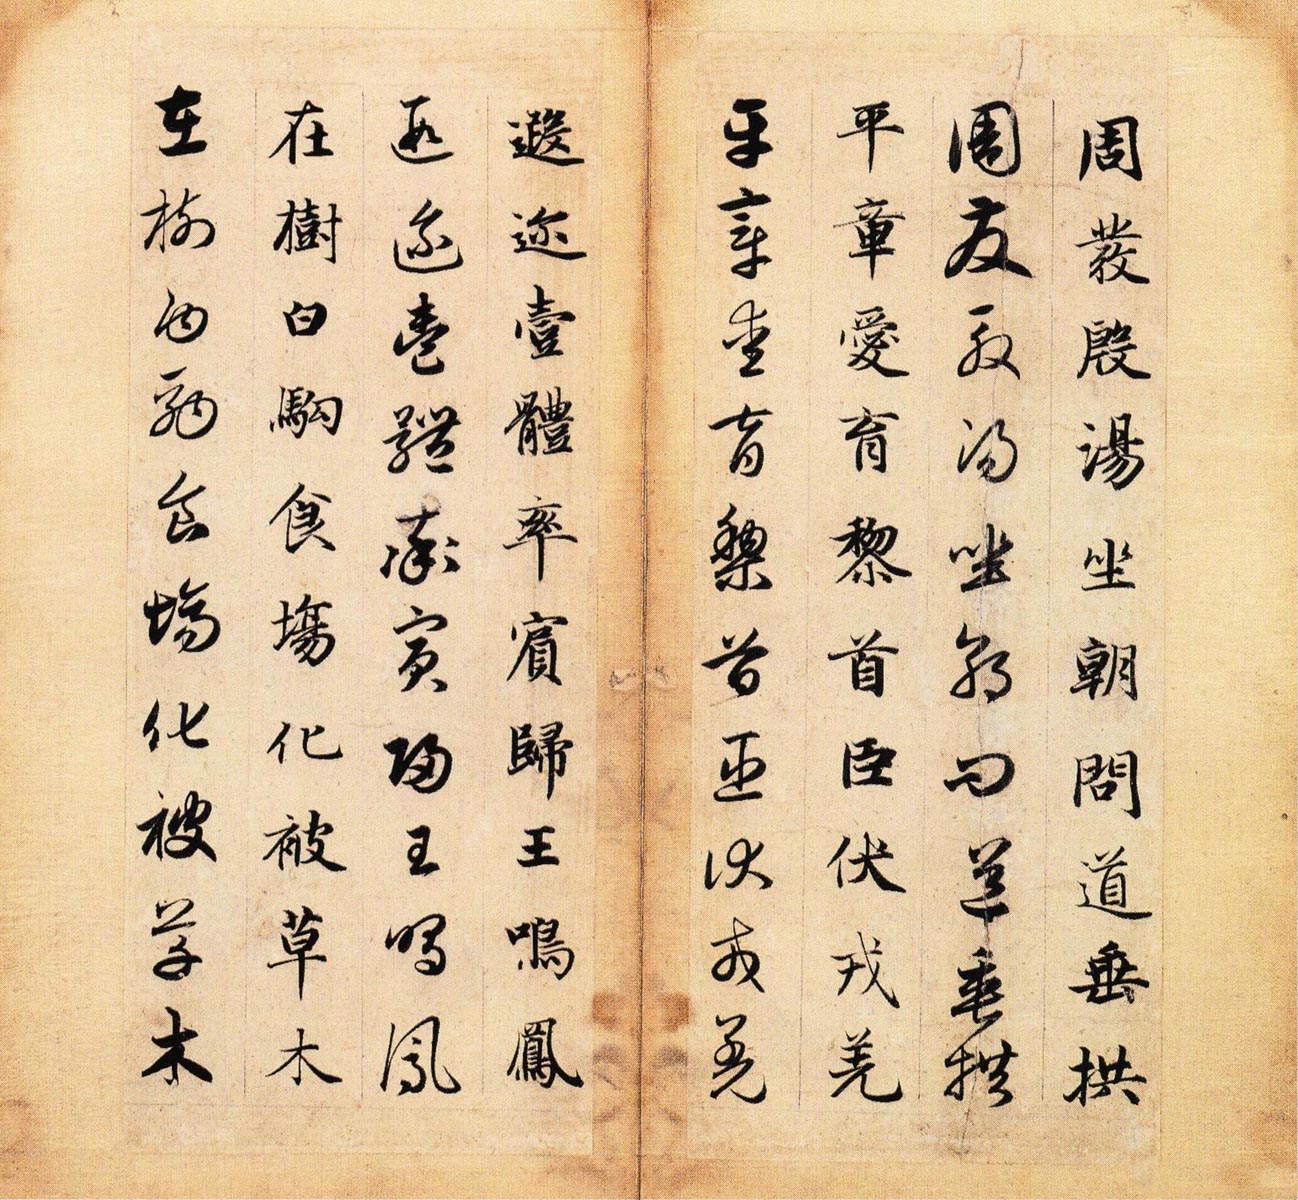 周發殷湯坐朝問道垂拱
周發殷湯坐朝問道垂拱
平章愛育黎首臣伏戎羌
平章愛育黎首臣伏戎羌
遐迩壹體率賓歸王鳴鳳
遐迩壹體率賓歸王鳴鳳
在樹白駒食場化被草木
在樹白駒食場化被草木